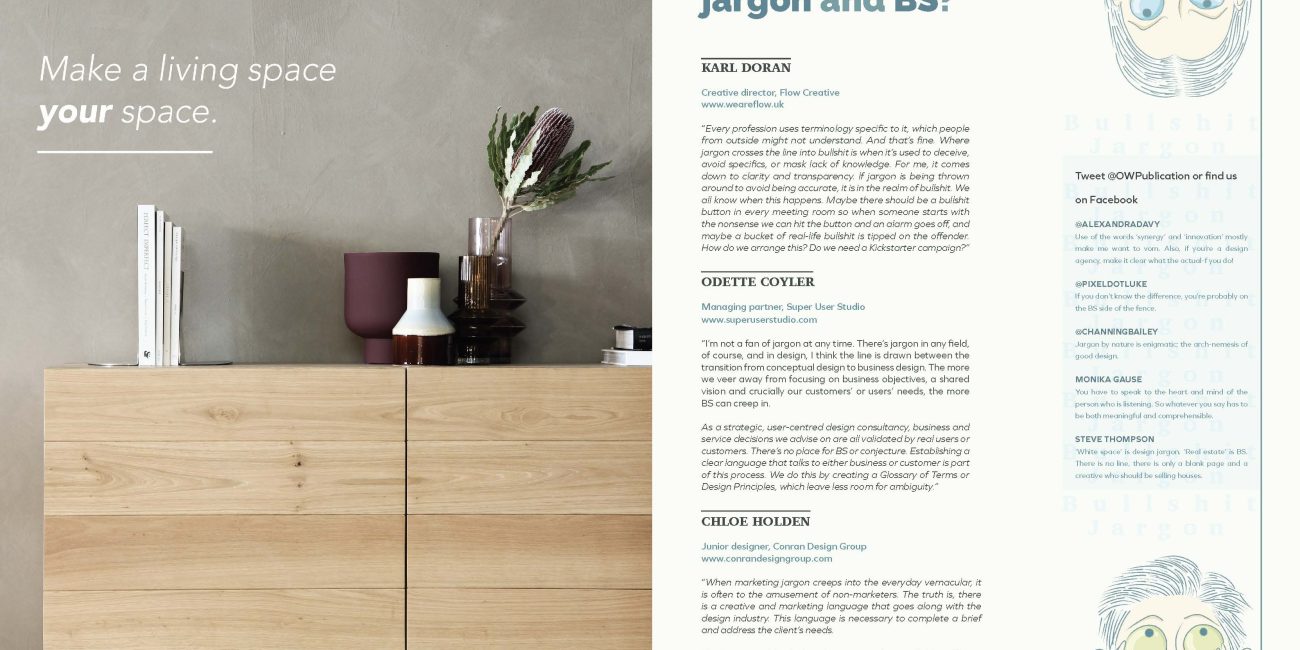 Make a living space
your space.
jargon and BS?
KARL DORAN
Creative director, Flow Creative
www.weareflow.uk
"Every profession uses terminology specific to it, which people
from outside might not understand. And that's fine. Where
jargon crosses the line into bullshit is when it's used to deceive,
avoid specifics, or mask lack of knowledge. For me, it comes
down to clarity and transparency. If jargon is being thrown
around to avoid being accurate, it is in the realm of bullshit. We
all know when this happens. Maybe there should be a bullshit
button in every meeting room so when someone starts with
the nonsense we can hit the button and an alarm goes off, and
maybe a bucket of real-life bullshit is tipped on the offender.
How do we arrange this? Do we need a Kickstarter campaign?"
ODETTE COYLER
Managing partner, Super User Studio
www.superuserstudio.com
"I'm not a fan of jargon at any time. There's jargon in any field,
of course, and in design, I think the line is drawn between the
transition from conceptual design to business design. The more
we veer away from focusing on business objectives, a shared
vision and crucially our customers' or users' needs, the more
BS can creep in.
As a strategic, user-centred design consultancy, business and
service decisions we advise on are all validated by real users or
customers. There's no place for BS or conjecture. Establishing a
clear language that talks to either business or customer is part
of this process. We do this by creating a Glossary of Terms or
Design Principles, which leave less room for ambiguity."
CHLOE HOLDEN
Junior designer, Conran Design Group
www.conrandesigngroup.com
"When marketing jargon creeps into the everyday vernacular, it
is often to the amusement of non-marketers. The truth is, there
is a creative and marketing language that goes along with the
design industry. This language is necessary to complete a brief
and address the client's needs.
Bullshit
Jargon
Tweet @OWPublication or find us
on Facebook
@ALEXANDRADAVY
Use of the words 'synergy' and 'innovation' mostly
make me want to vom. Also, if you're a design
agency, make it clear what the actual-f you do!
@PIXELDOTLUKE
If you don't know the difference, you're probably on
the BS side of the fence.
@CHANNINGBAILEY
Jargon by nature is enigmatic; the arch-nemesis of
good design.
MONIKA GAUSE
You have to speak to the heart and mind of the
person who is listening. So whatever you say has to
be both meaningful and comprehensible.
STEVE THOMPSON
'White space' is design jargon, 'Real estate' is BS.
There is no line, there is only a blank page and a
creative who should be selling houses.
Bullshit
Jargon